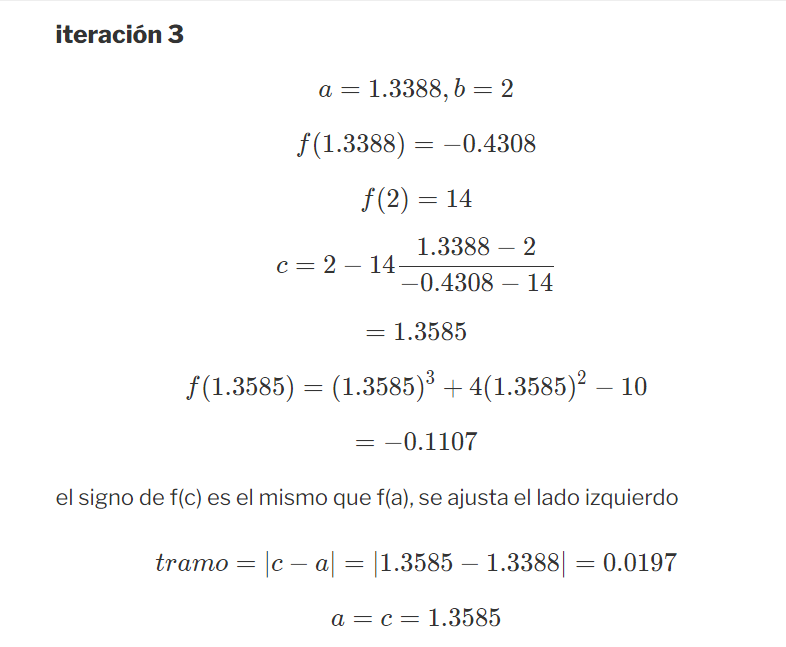 iteración 3
a = 1.3388, b = 2
f(1.3388) = −0.4308
f(2) = 14
c = 2 − 14 \frac{1.3388 − 2}{−0.4308 − 14}
= 1.3585
f(1.3585) = (1.3585)^3 + 4(1.3585)^2 − 10
= −0.1107
el signo de f(c) es el mismo que f(a), se ajusta el lado izquierdo
tramo = |c − a| = |1.3585 − 1.3388| = 0.0197
a = c = 1.3585